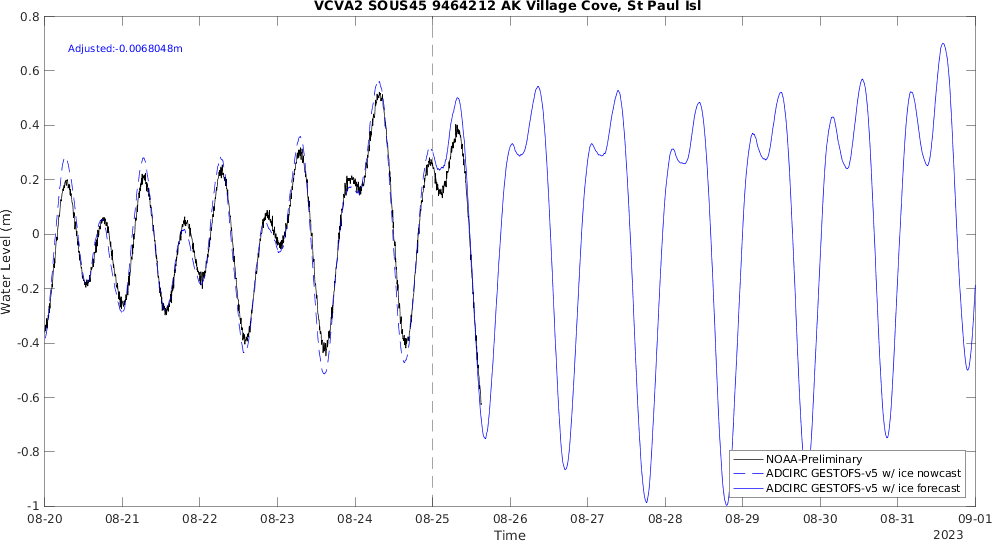 VCVA2 SOUS45 9464212 AK Village Cove, St Paul Isl
Adjusted:-0.0068048m
0.8
0.6
0.4
0.2
0
-0.2
-0.4
-0.6
-0.8
-1
Water Level (m)
NOAA-Preliminary
ADCIRC GESTOFS-v5 w/ ice nowcast
ADCIRC GESTOFS-v5 w/ ice forecast
08-20 08-21 08-22 08-23 08-24 08-25 08-26 08-27 08-28 08-29 08-30 08-31 09-01
Time
2023